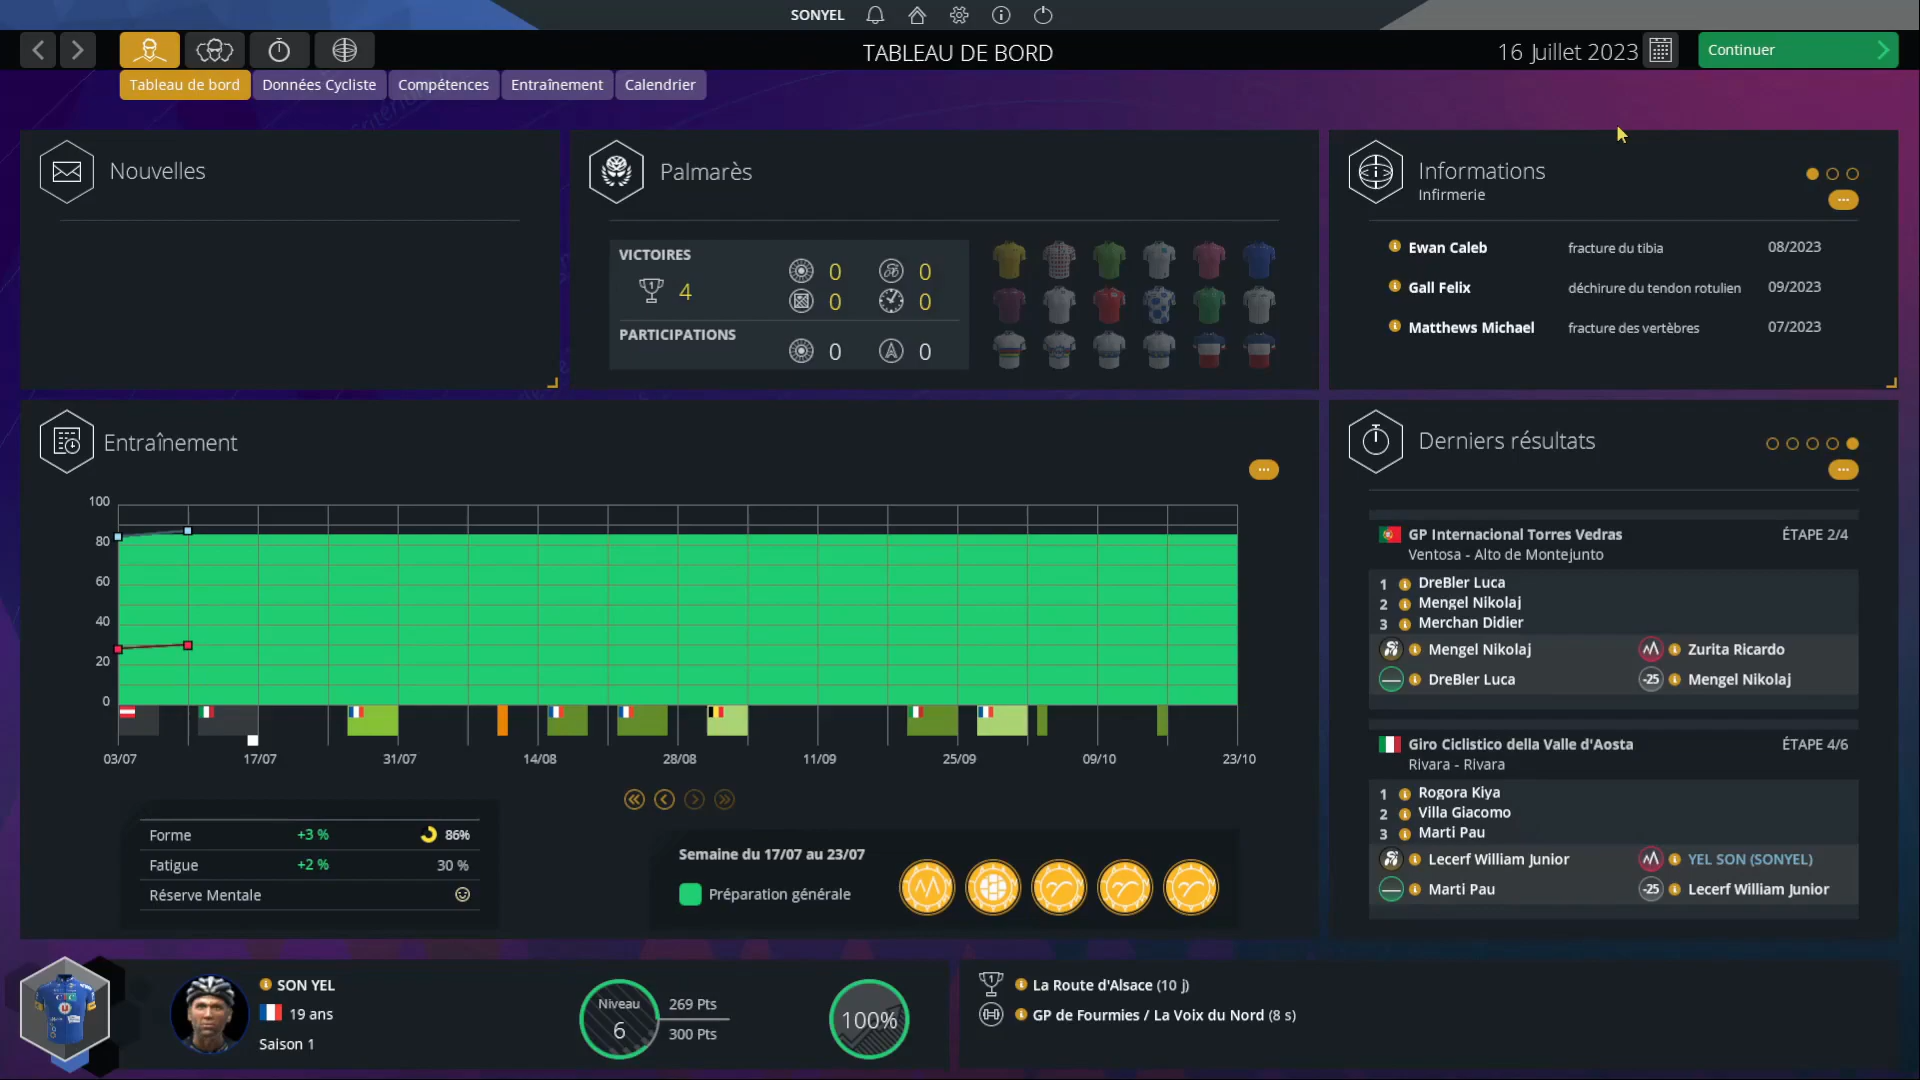 SONYEL
TABLEAU DE BORD
16 Juillet 2023
Continuer
Tableau de bord
Données Cycliste
Compétences
Entraînement
Calendrier
Nouvelles
Palmarès
VICTOIRES
4
0 0
0 0
PARTICIPATIONS
0 0
Informations
Infirmerie
Ewan Caleb fracture du tibia 08/2023
Gall Felix déchirure du tendon rotulien 09/2023
Matthews Michael fracture des vertèbres 07/2023
Entraînement
100
80
60
40
20
0
03/07 17/07 31/07 14/08 28/08 11/09 25/09 09/10 23/10
Forme +3 % 86%
Fatigue +2 % 30 %
Réserve Mentale
Semaine du 17/07 au 23/07
Préparation générale
Derniers résultats
GP Internacional Torres Vedras ÉTAPE 2/4
Ventosa - Alto de Montejunto
1 DreBler Luca
2 Mengel Nikolaj
3 Merchan Didier
Mengel Nikolaj Zurita Ricardo
DreBler Luca -25 Mengel Nikolaj
Giro Ciclistico della Valle d'Aosta ÉTAPE 4/6
Rivara - Rivara
1 Rogora Kiya
2 Villa Giacomo
3 Marti Pau
Lecerf William Junior YEL SON (SONYEL)
Marti Pau -25 Lecerf William Junior
SON YEL
19 ans
Saison 1
Niveau
6
269 Pts
300 Pts
100%
La Route d'Alsace (10 j)
GP de Fourmies / La Voix du Nord (8 s)